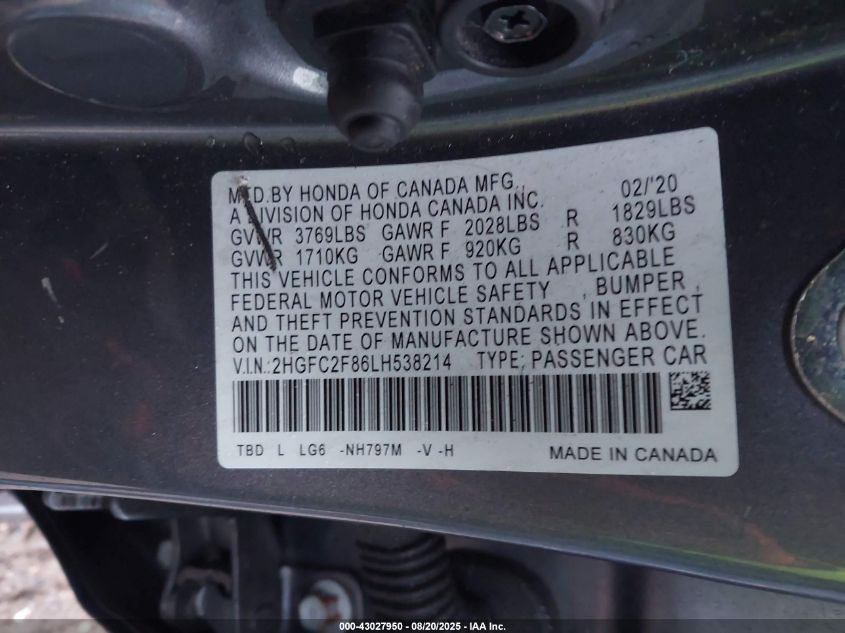 MFD.BY HONDA OF CANADA MFG., 02/'20
A DIVISION OF HONDA CANADA INC.
GVWR 3769LBS GAWR F 2028LBS R 1829LBS
GVWR 1710KG GAWR F 920KG R 830KG
THIS VEHICLE CONFORMS TO ALL APPLICABLE
FEDERAL MOTOR VEHICLE SAFETY , BUMPER ,
AND THEFT PREVENTION STANDARDS IN EFFECT
ON THE DATE OF MANUFACTURE SHOWN ABOVE.
V.I.N.:2HGFC2F86LH538214 TYPE; PASSENGER CAR
TBD L LG6 -NH797M -V -H MADE IN CANADA
000-43027950 - 08/20/2025 - IAA Inc.